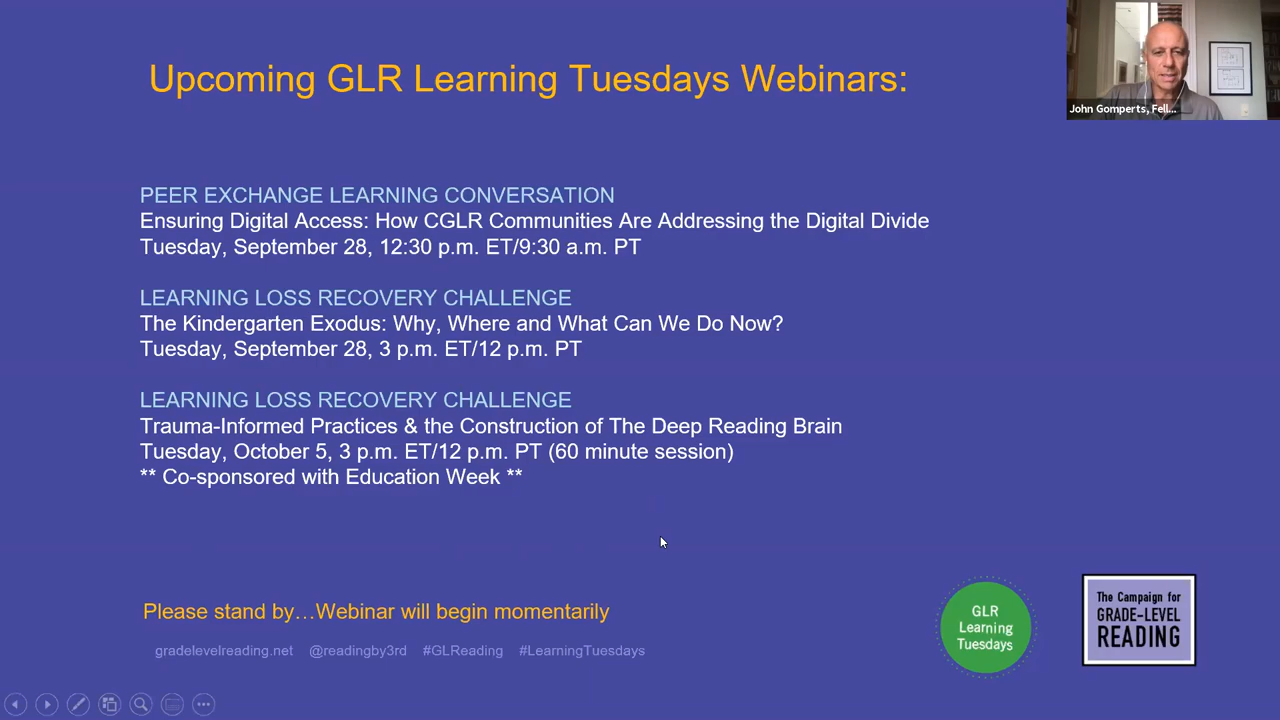 Upcoming GLR Learning Tuesdays Webinars:
John Gomperts, Fell...
PEER EXCHANGE LEARNING CONVERSATION
Ensuring Digital Access: How CGLR Communities Are Addressing the Digital Divide
Tuesday, September 28, 12:30 p.m. ET/9:30 a.m. PT
LEARNING LOSS RECOVERY CHALLENGE
The Kindergarten Exodus: Why, Where and What Can We Do Now?
Tuesday, September 28, 3 p.m. ET/12 p.m. PT
LEARNING LOSS RECOVERY CHALLENGE
Trauma-Informed Practices & the Construction of The Deep Reading Brain
Tuesday, October 5, 3 p.m. ET/12 p.m. PT (60 minute session)
** Co-sponsored with Education Week **
Please stand by…Webinar will begin momentarily
gradelevelreading.net @readingby3rd #GLReading #LearningTuesdays
GLR
Learning
Tuesdays
The Campaign for
GRADE-LEVEL
READING